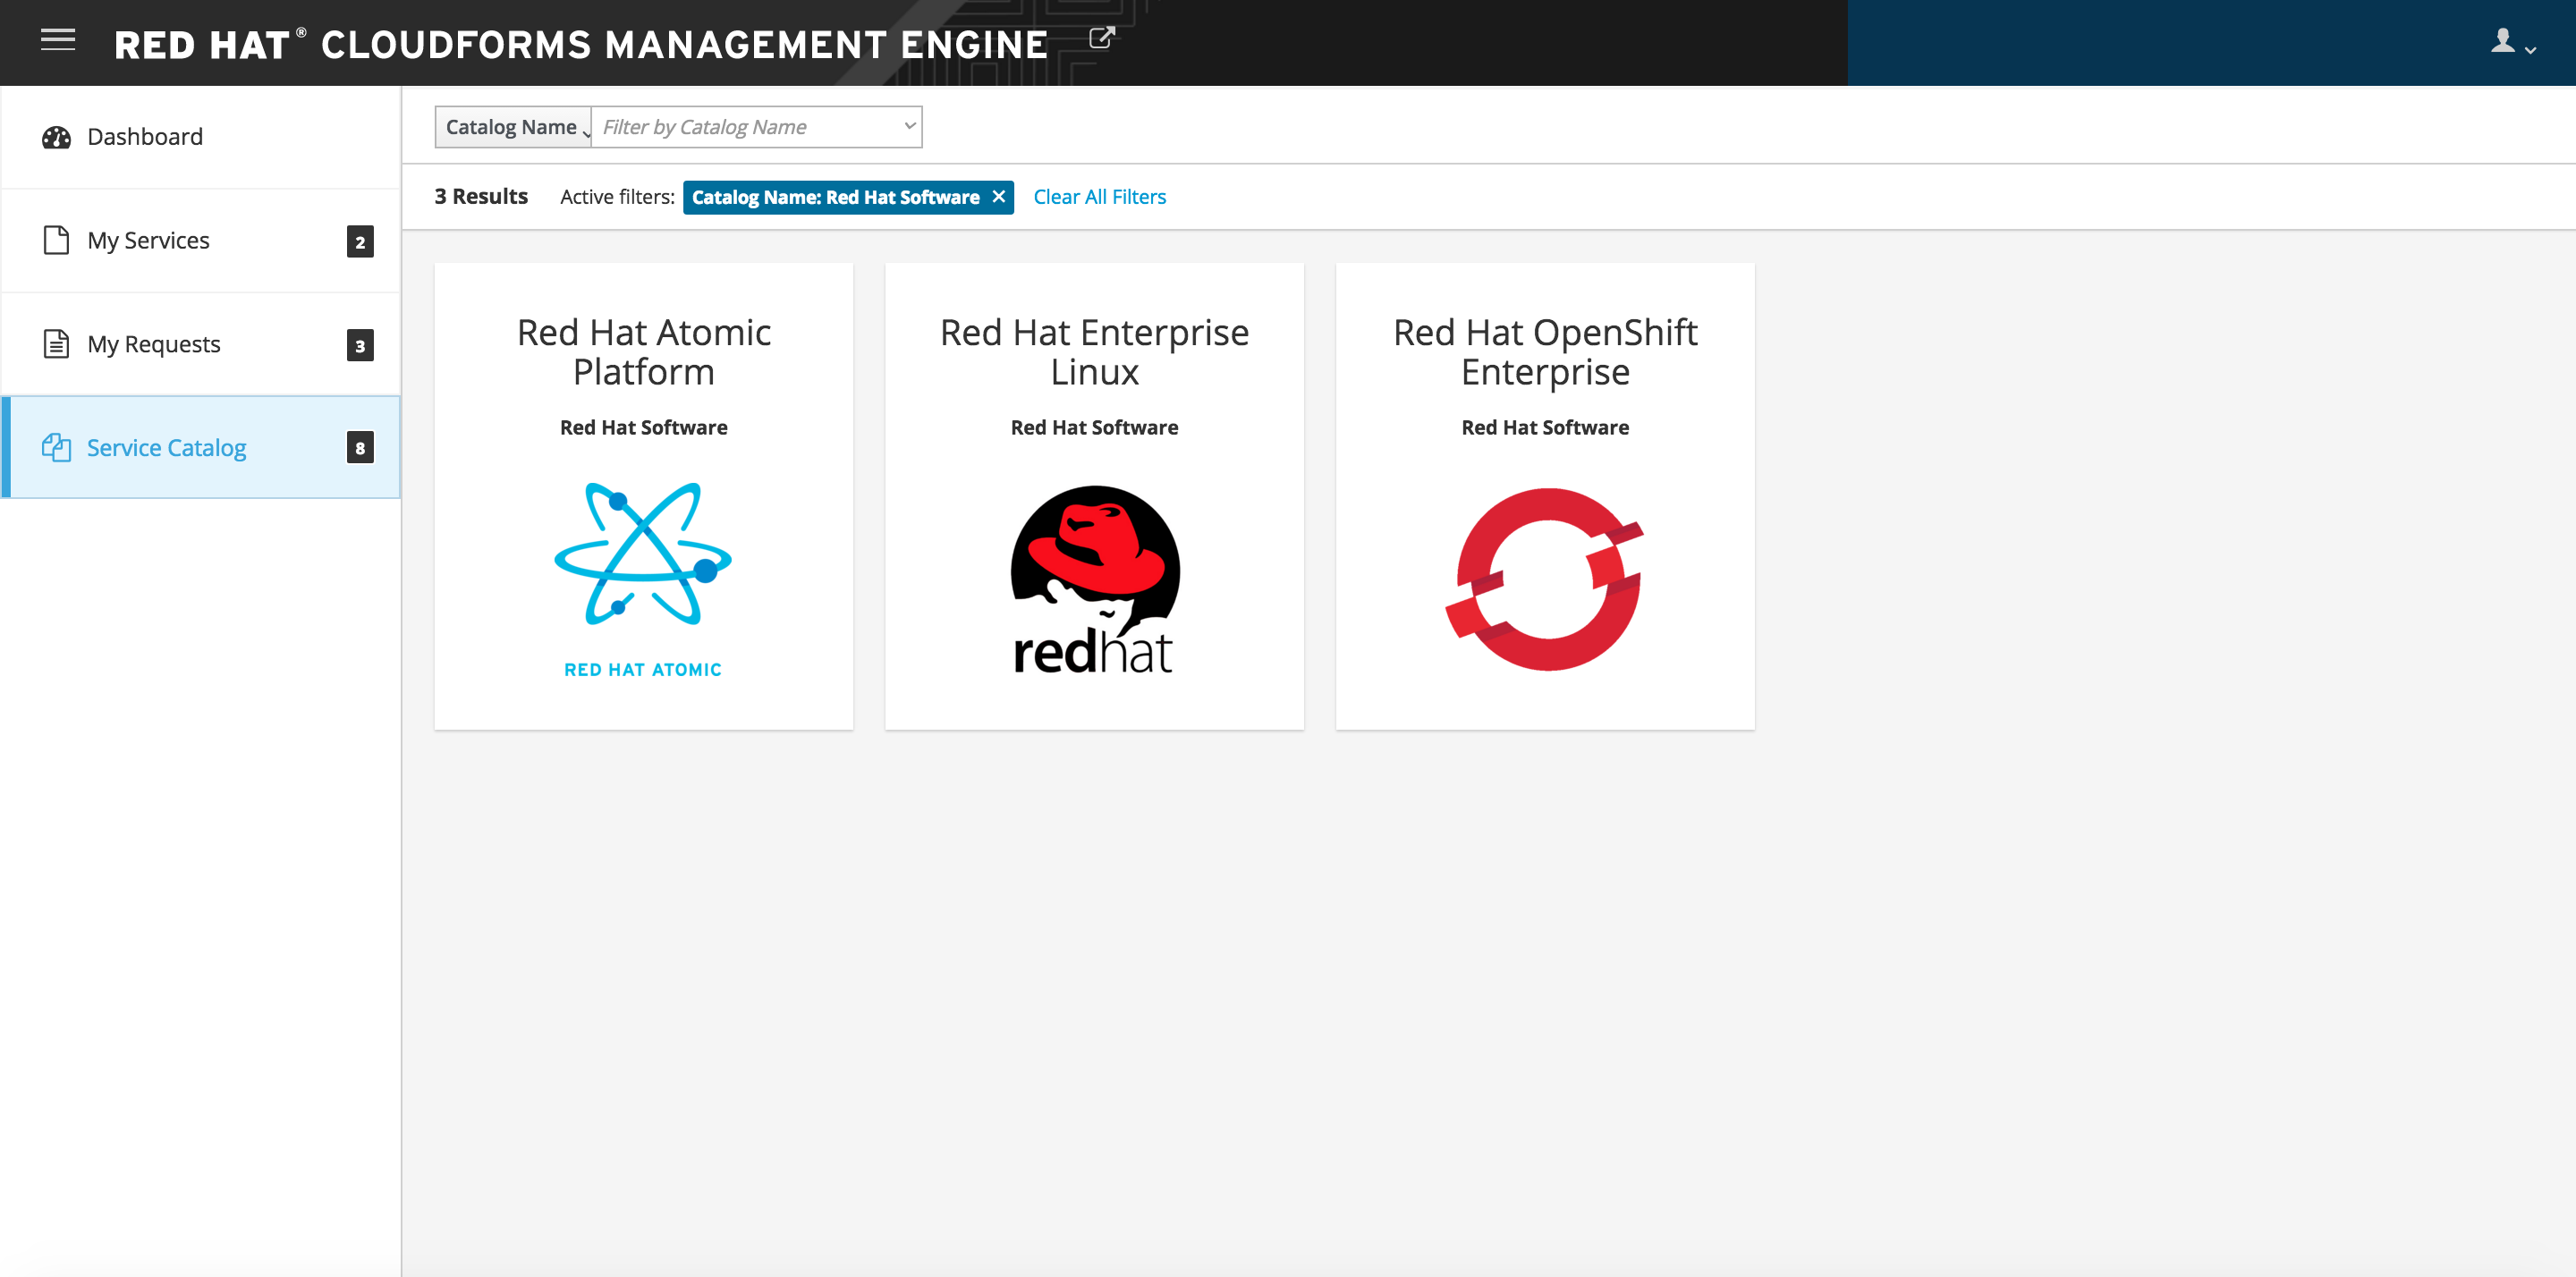 RED HAT® CLOUDFORMS MANAGEMENT ENGINE
Dashboard
My Services 2
My Requests 3
Service Catalog 8
Catalog Name Filter by Catalog Name
3 Results Active filters: Catalog Name: Red Hat Software × Clear All Filters
Red Hat Atomic
Platform
Red Hat Software
RED HAT ATOMIC
Red Hat Enterprise
Linux
Red Hat Software
redhat
Red Hat OpenShift
Enterprise
Red Hat Software